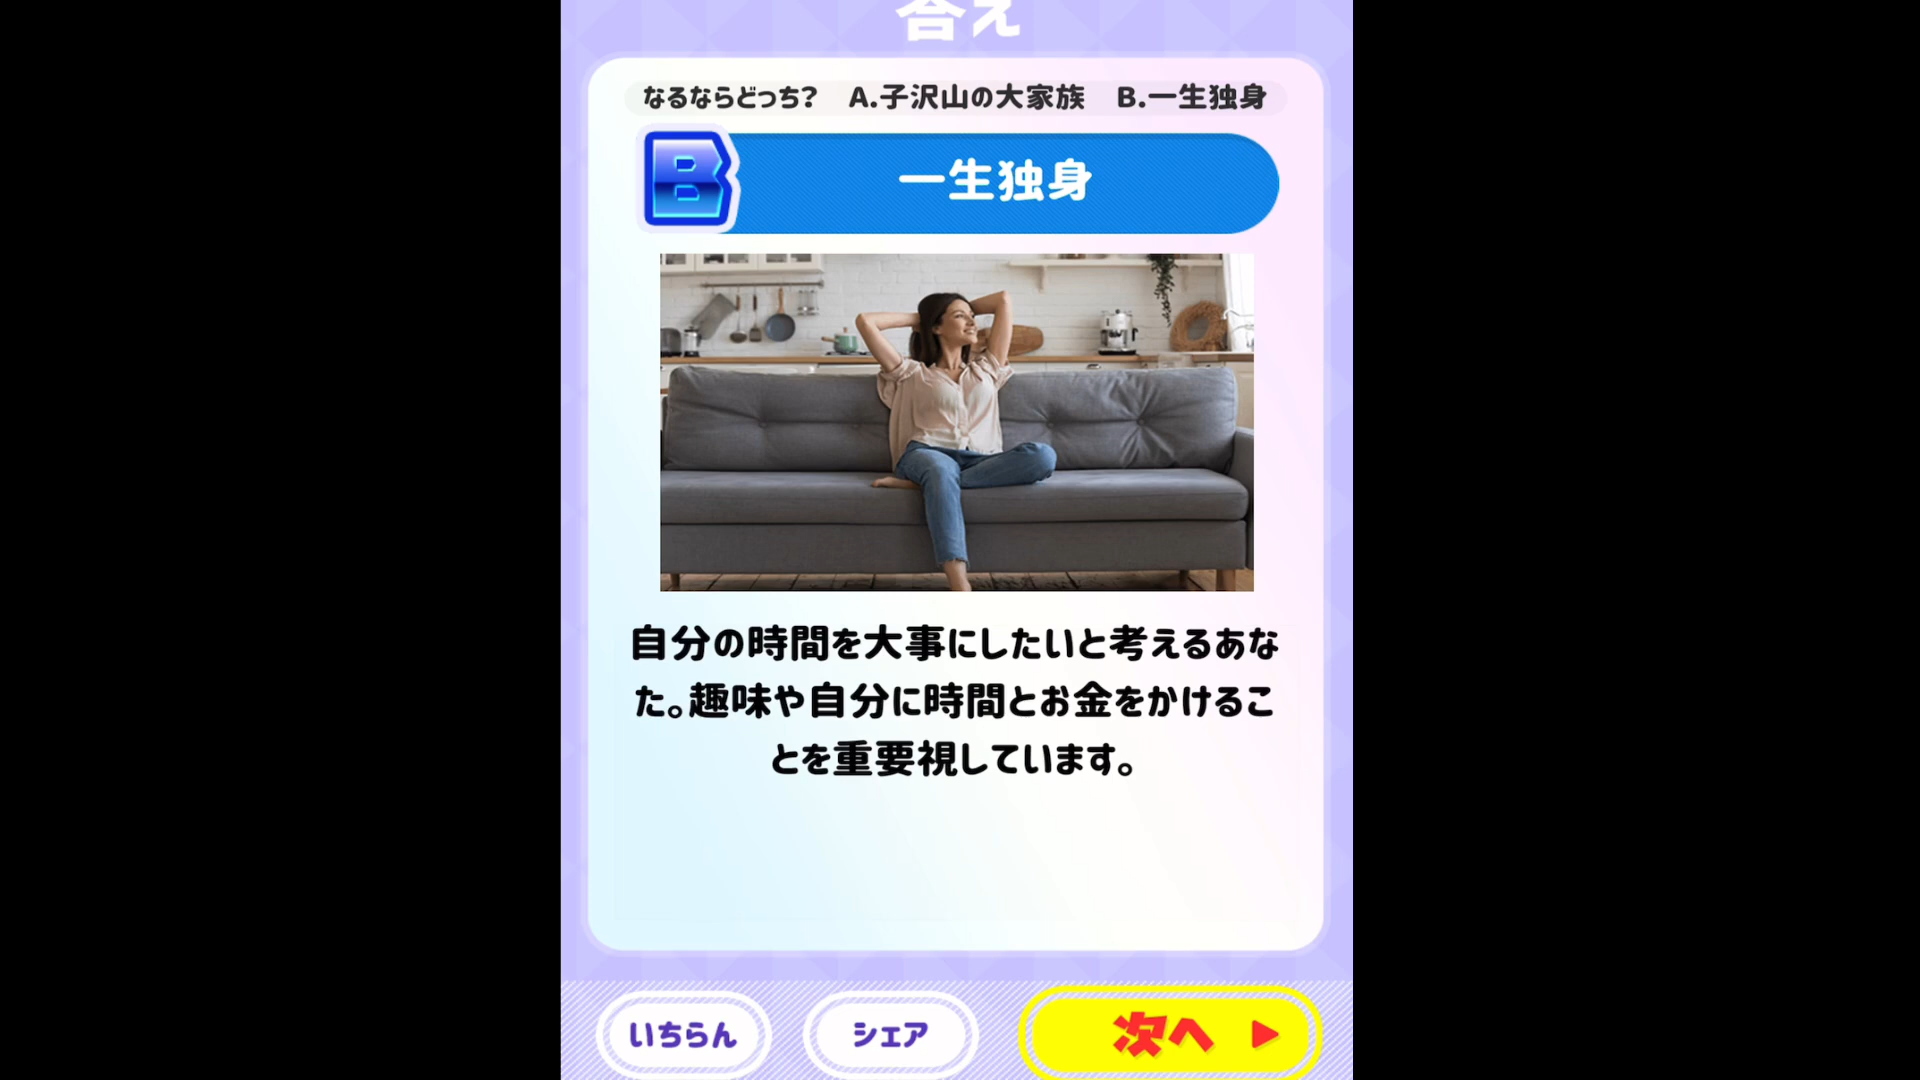 答え
なるならどっち? A.子沢山の大家族 B.一生独身
B 一生独身
自分の時間を大事にしたいと考えるあな
た。趣味や自分に時間とお金をかけるこ
とを重要視しています。
いちらん シェア 次へ